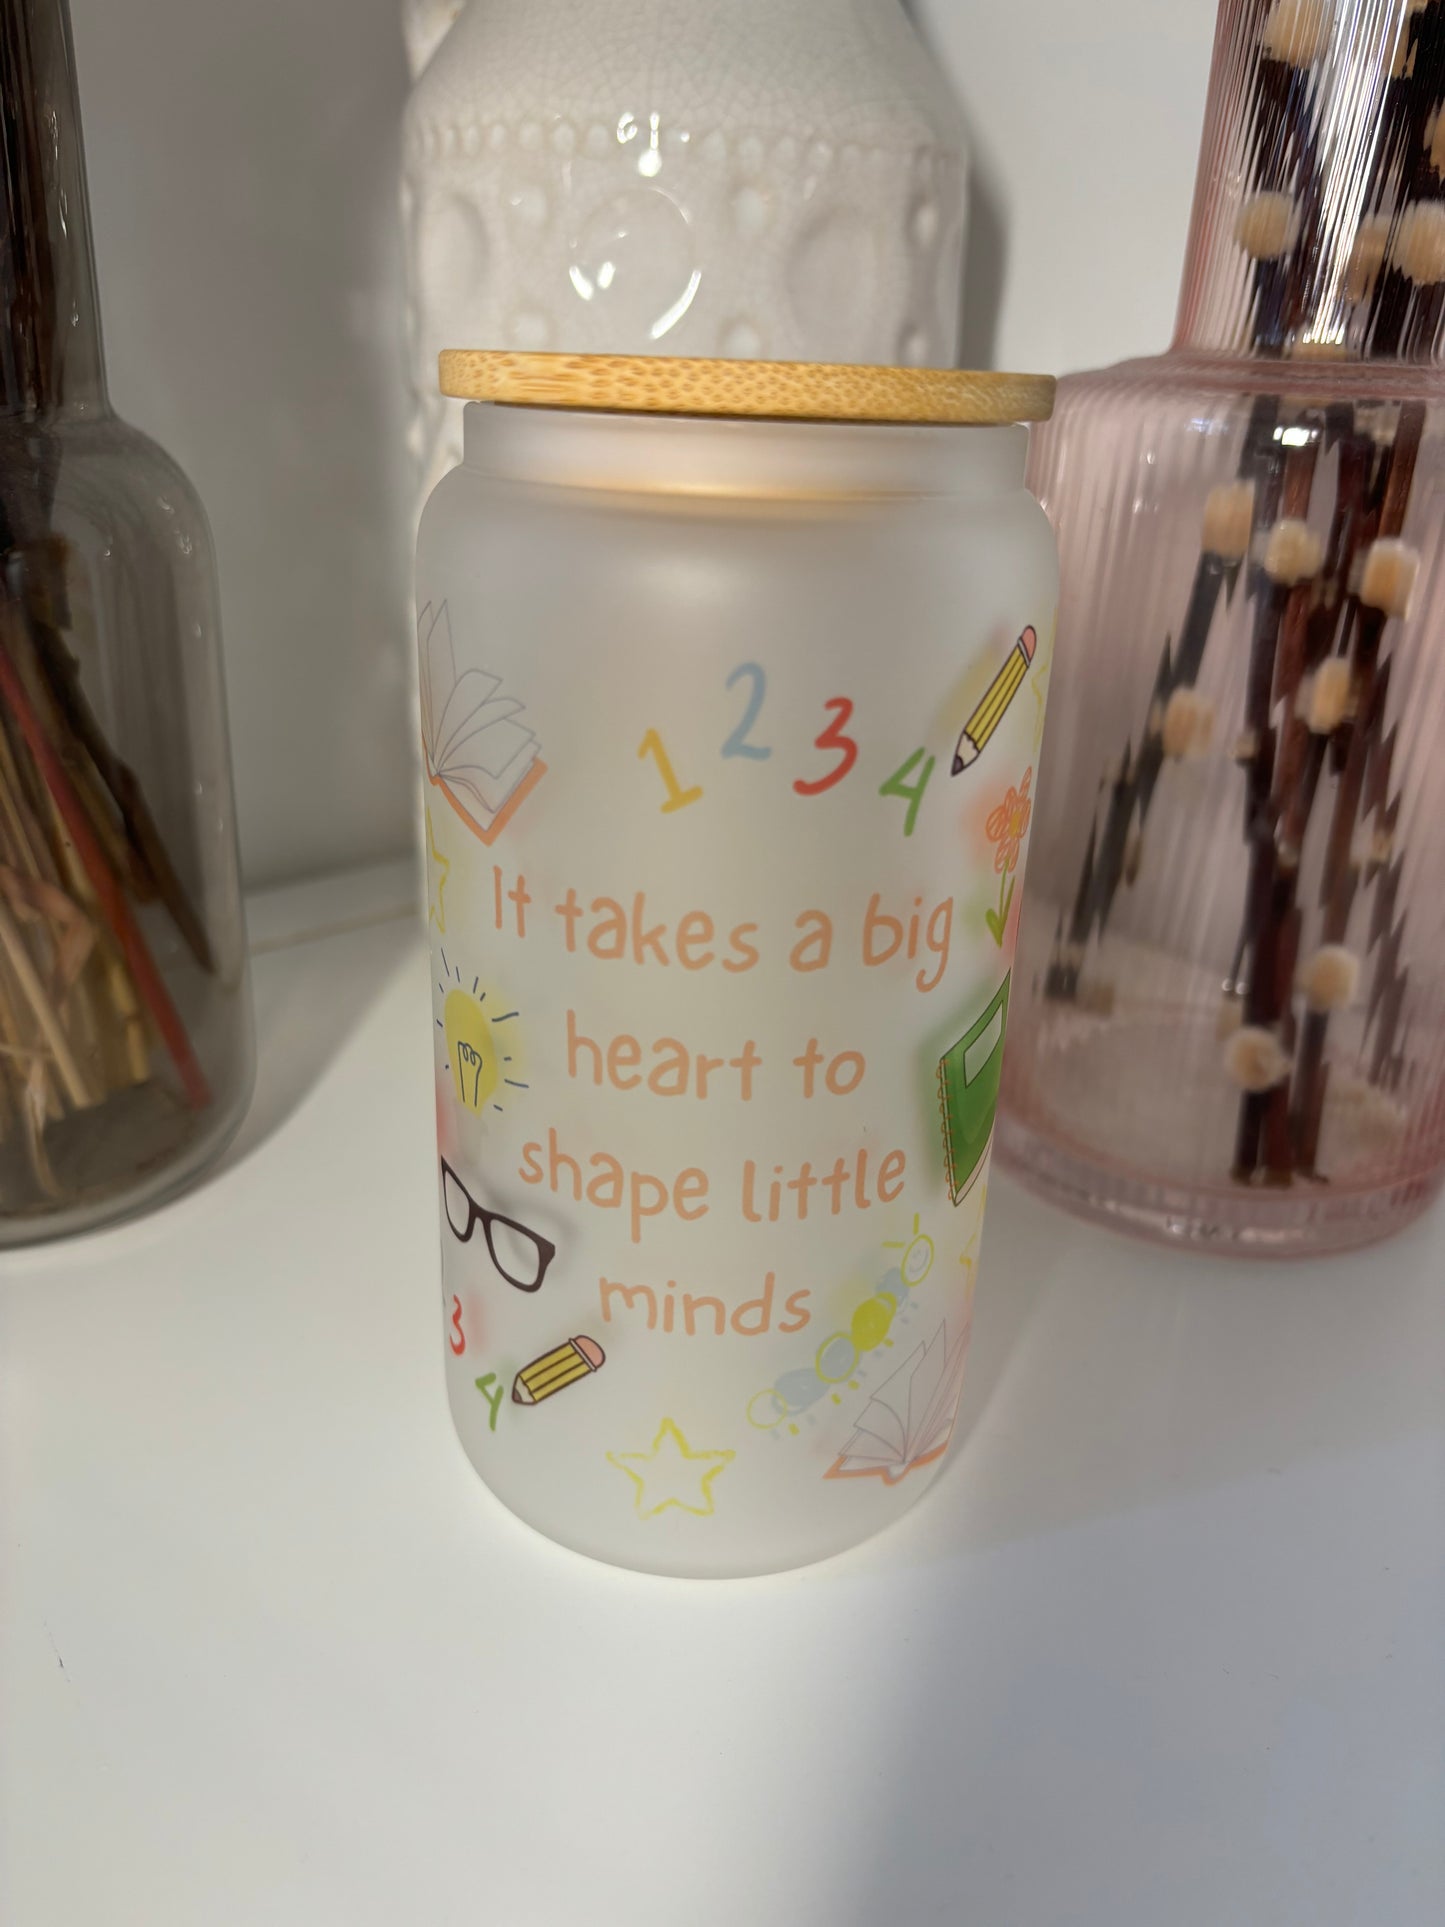 1 2 3 4
It takes a big
heart to
shape little
minds
3
4